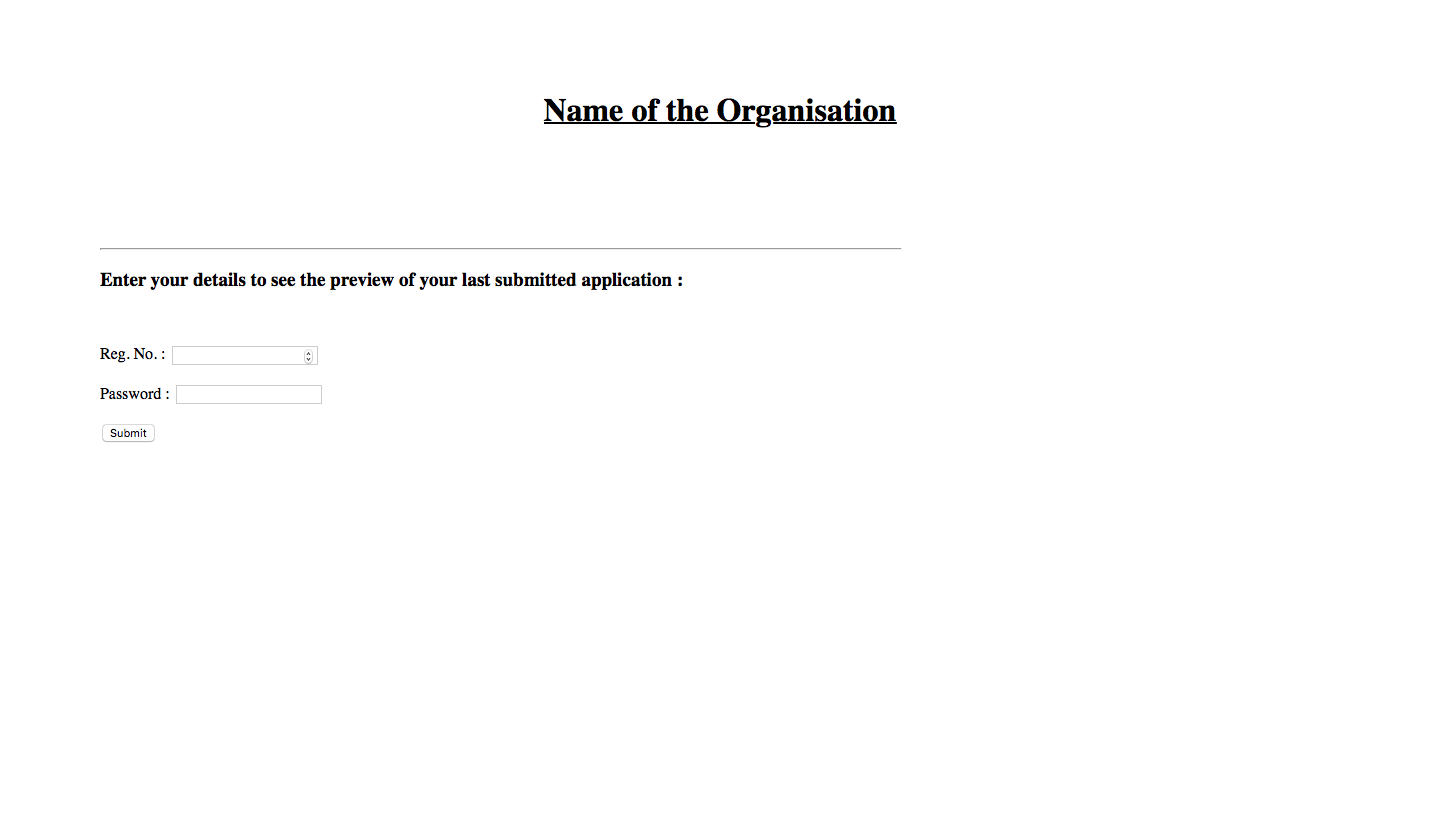 Name of the Organisation
Enter your details to see the preview of your last submitted application :
Reg. No. :
Password :
Submit